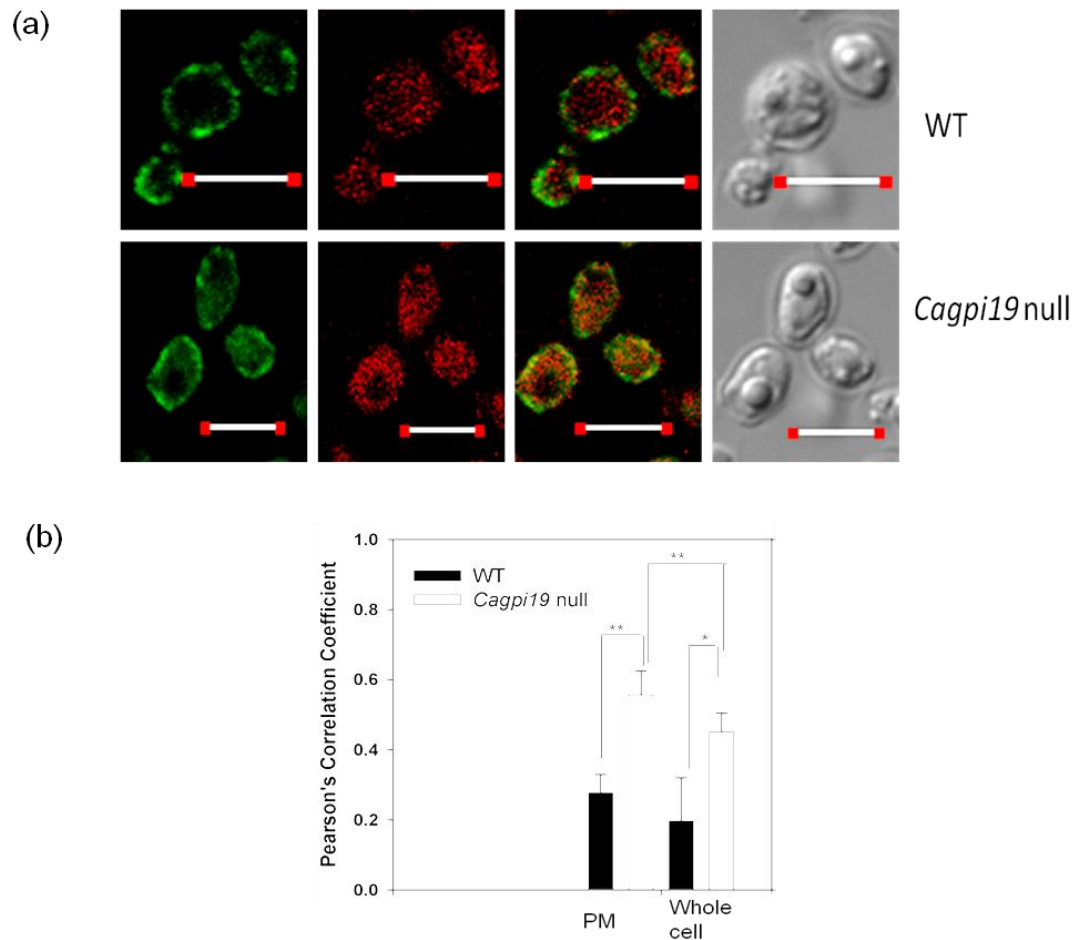 (a)
WT
Cagpi19 null
(b)
Pearson's Correlation Coefficient
1.0
0.8
0.6
0.4
0.2
0.0
WT
Cagpi19 null
**
**
*
PM
Whole
cell